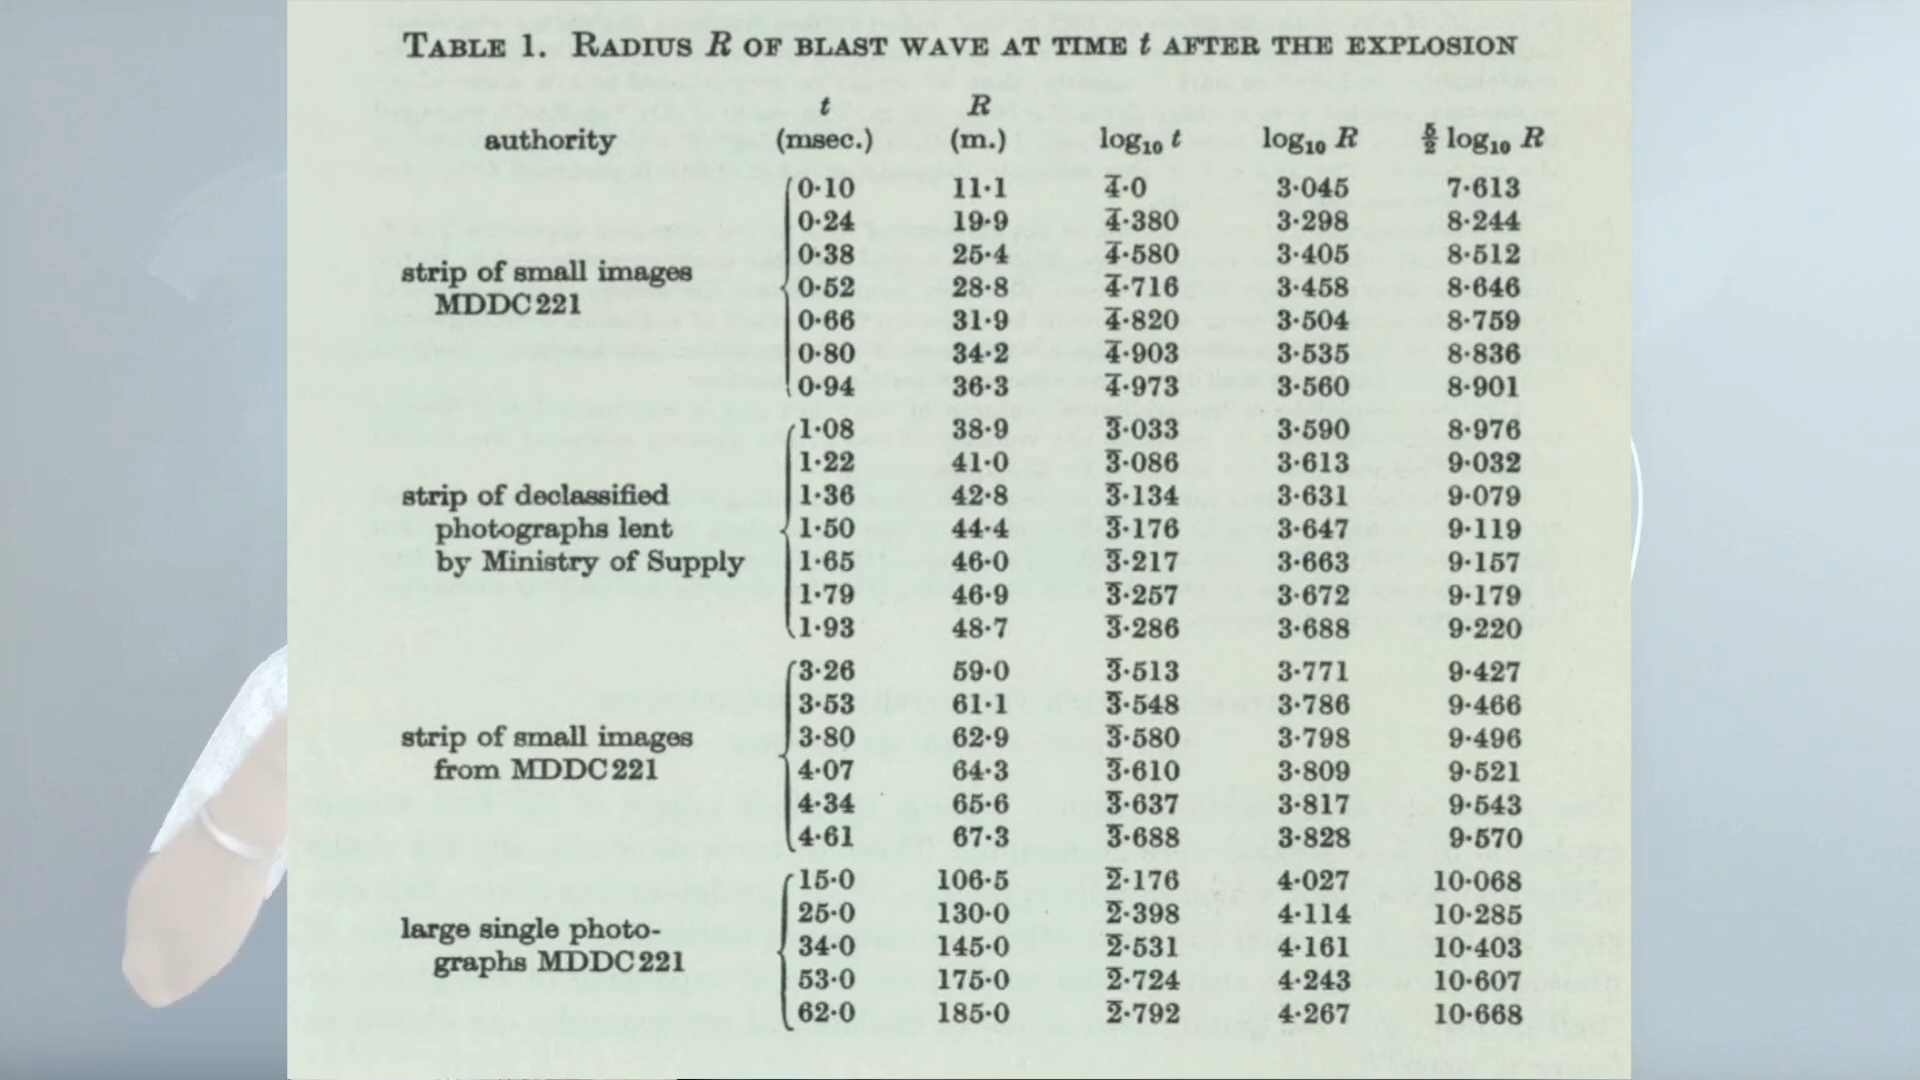 TABLE 1. RADIUS R OF BLAST WAVE AT TIME t AFTER THE EXPLOSION
authority t (msec.) R (m.) log₁₀ t log₁₀ R 5/2 log₁₀ R
strip of small images
MDDC 221
0·10 11·1 4̅·0 3·045 7·613
0·24 19·9 4̅·380 3·298 8·244
0·38 25·4 4̅·580 3·405 8·512
0·52 28·8 4̅·716 3·458 8·646
0·66 31·9 4̅·820 3·504 8·759
0·80 34·2 4̅·903 3·535 8·836
0·94 36·3 4̅·973 3·560 8·901
strip of declassified
photographs lent
by Ministry of Supply
1·08 38·9 3̅·033 3·590 8·976
1·22 41·0 3̅·086 3·613 9·032
1·36 42·8 3̅·134 3·631 9·079
1·50 44·4 3̅·176 3·647 9·119
1·65 46·0 3̅·217 3·663 9·157
1·79 46·9 3̅·257 3·672 9·179
1·93 48·7 3̅·286 3·688 9·220
strip of small images
from MDDC 221
3·26 59·0 3̅·513 3·771 9·427
3·53 61·1 3̅·548 3·786 9·466
3·80 62·9 3̅·580 3·798 9·496
4·07 64·3 3̅·610 3·809 9·521
4·34 65·6 3̅·637 3·817 9·543
4·61 67·3 3̅·688 3·828 9·570
large single photo-
graphs MDDC 221
15·0 106·5 2̅·176 4·027 10·068
25·0 130·0 2̅·398 4·114 10·285
34·0 145·0 2̅·531 4·161 10·403
53·0 175·0 2̅·724 4·243 10·607
62·0 185·0 2̅·792 4·267 10·668